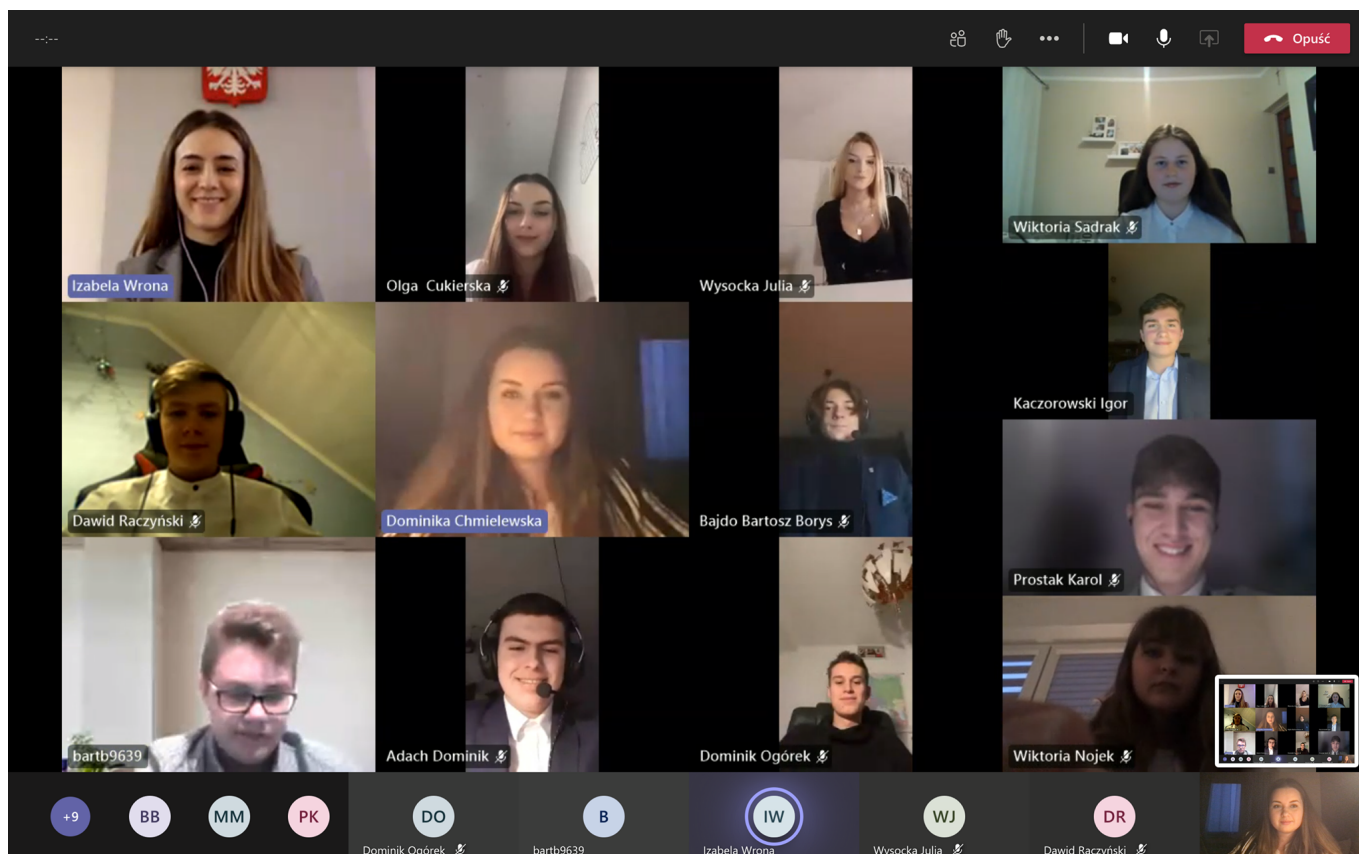 --:--
Opuść
Izabela Wrona
Olga Cukierska
Wysocka Julia
Wiktoria Sadrak
Kaczorowski Igor
Dawid Raczyński
Dominika Chmielewska
Bajdo Bartosz Borys
Prostak Karol
bartb9639
Adach Dominik
Dominik Ogórek
Wiktoria Nojek
+9
BB
MM
PK
DO
B
IW
WJ
DR
Dominik Ogórek
bartb9639
Izabela Wrona
Wysocka Julia
Dawid Raczyński